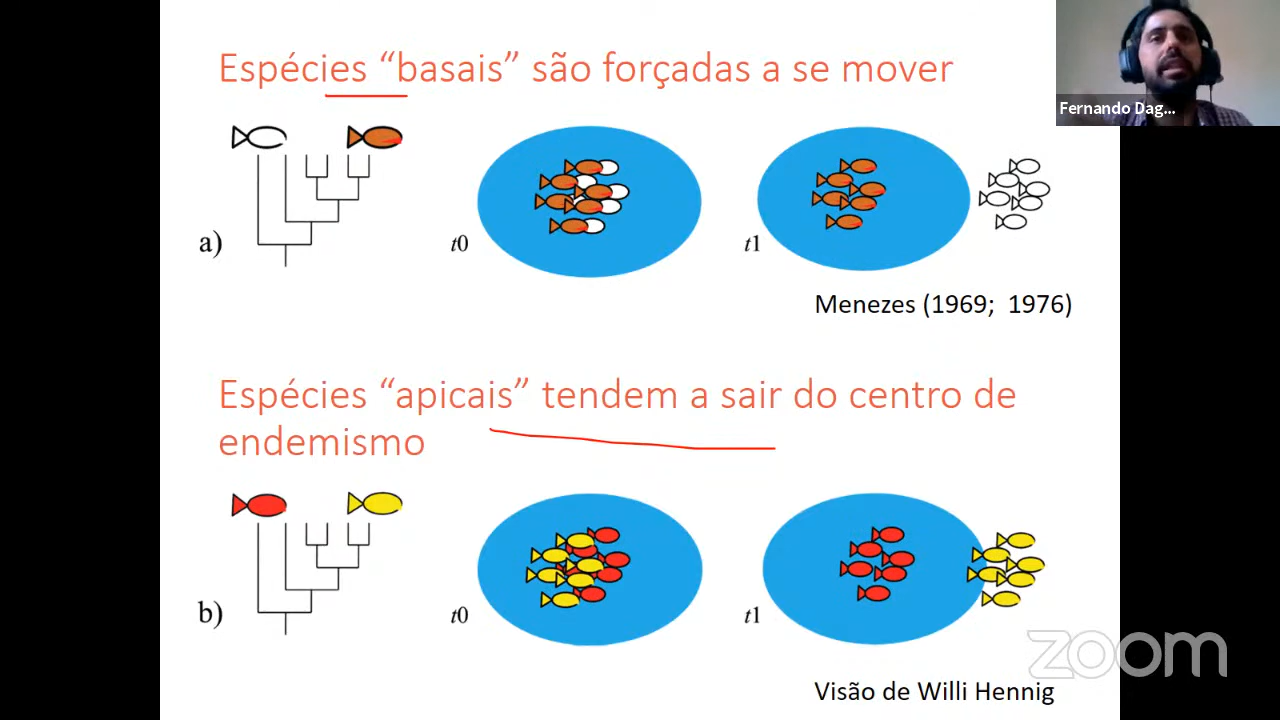 Espécies “basais” são forçadas a se mover
Fernando Dag...
a)
t0
t1
Menezes (1969; 1976)
Espécies “apicais” tendem a sair do centro de
endemismo
b)
t0
t1
zoom
Visão de Willi Hennig